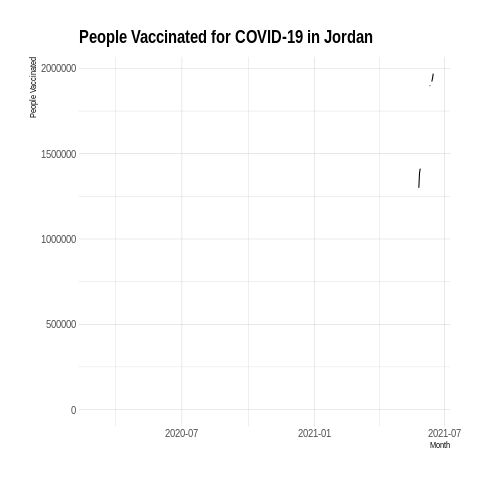 People Vaccinated for COVID-19 in Jordan
People Vaccinated
2000000
1500000
1000000
500000
0
2020-07
2021-01
2021-07
Month